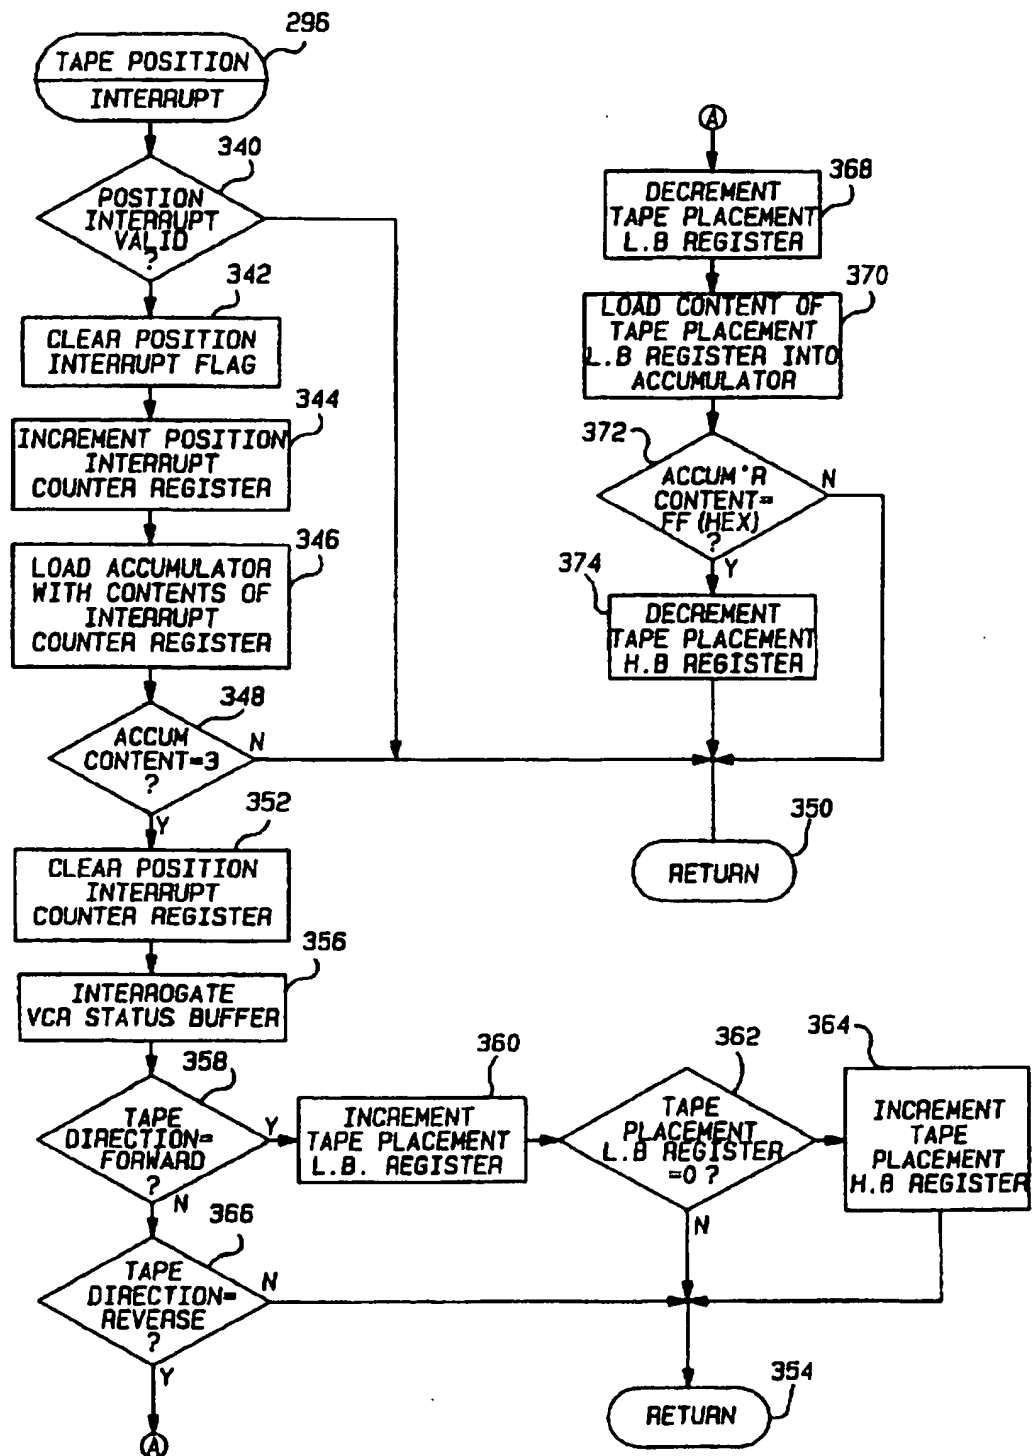 296
TAPE POSITION
INTERRUPT
340
POSTION
INTERRUPT
VALID
?
342
CLEAR POSITION
INTERRUPT FLAG
344
INCREMENT POSITION
INTERRUPT
COUNTER REGISTER
346
LOAD ACCUMULATOR
WITH CONTENTS OF
INTERRUPT
COUNTER REGISTER
348
ACCUM
CONTENT=3
?
N
Y
352
CLEAR POSITION
INTERRUPT
COUNTER REGISTER
356
INTERROGATE
VCR STATUS BUFFER
358
TAPE
DIRECTION=
FORWARD
?
Y
N
360
INCREMENT
TAPE PLACEMENT
L.B. REGISTER
362
TAPE
PLACEMENT
L.B REGISTER
=0 ?
N
364
INCREMENT
TAPE
PLACEMENT
H.B REGISTER
366
TAPE
DIRECTION=
REVERSE
?
N
Y
A
354
RETURN
A
368
DECREMENT
TAPE PLACEMENT
L.B REGISTER
370
LOAD CONTENT OF
TAPE PLACEMENT
L.B REGISTER INTO
ACCUMULATOR
372
ACCUM'R
CONTENT=
FF (HEX)
?
N
Y
374
DECREMENT
TAPE PLACEMENT
H.B REGISTER
350
RETURN